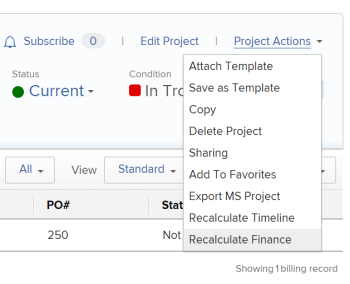 Subscribe 0 | Edit Project | Project Actions
Status
Condition
Current
In Tro
Attach Template
Save as Template
Copy
Delete Project
Sharing
Add To Favorites
Export MS Project
Recalculate Timeline
Recalculate Finance
All View Standard
PO# Stat
250 Not
Showing 1 billing record